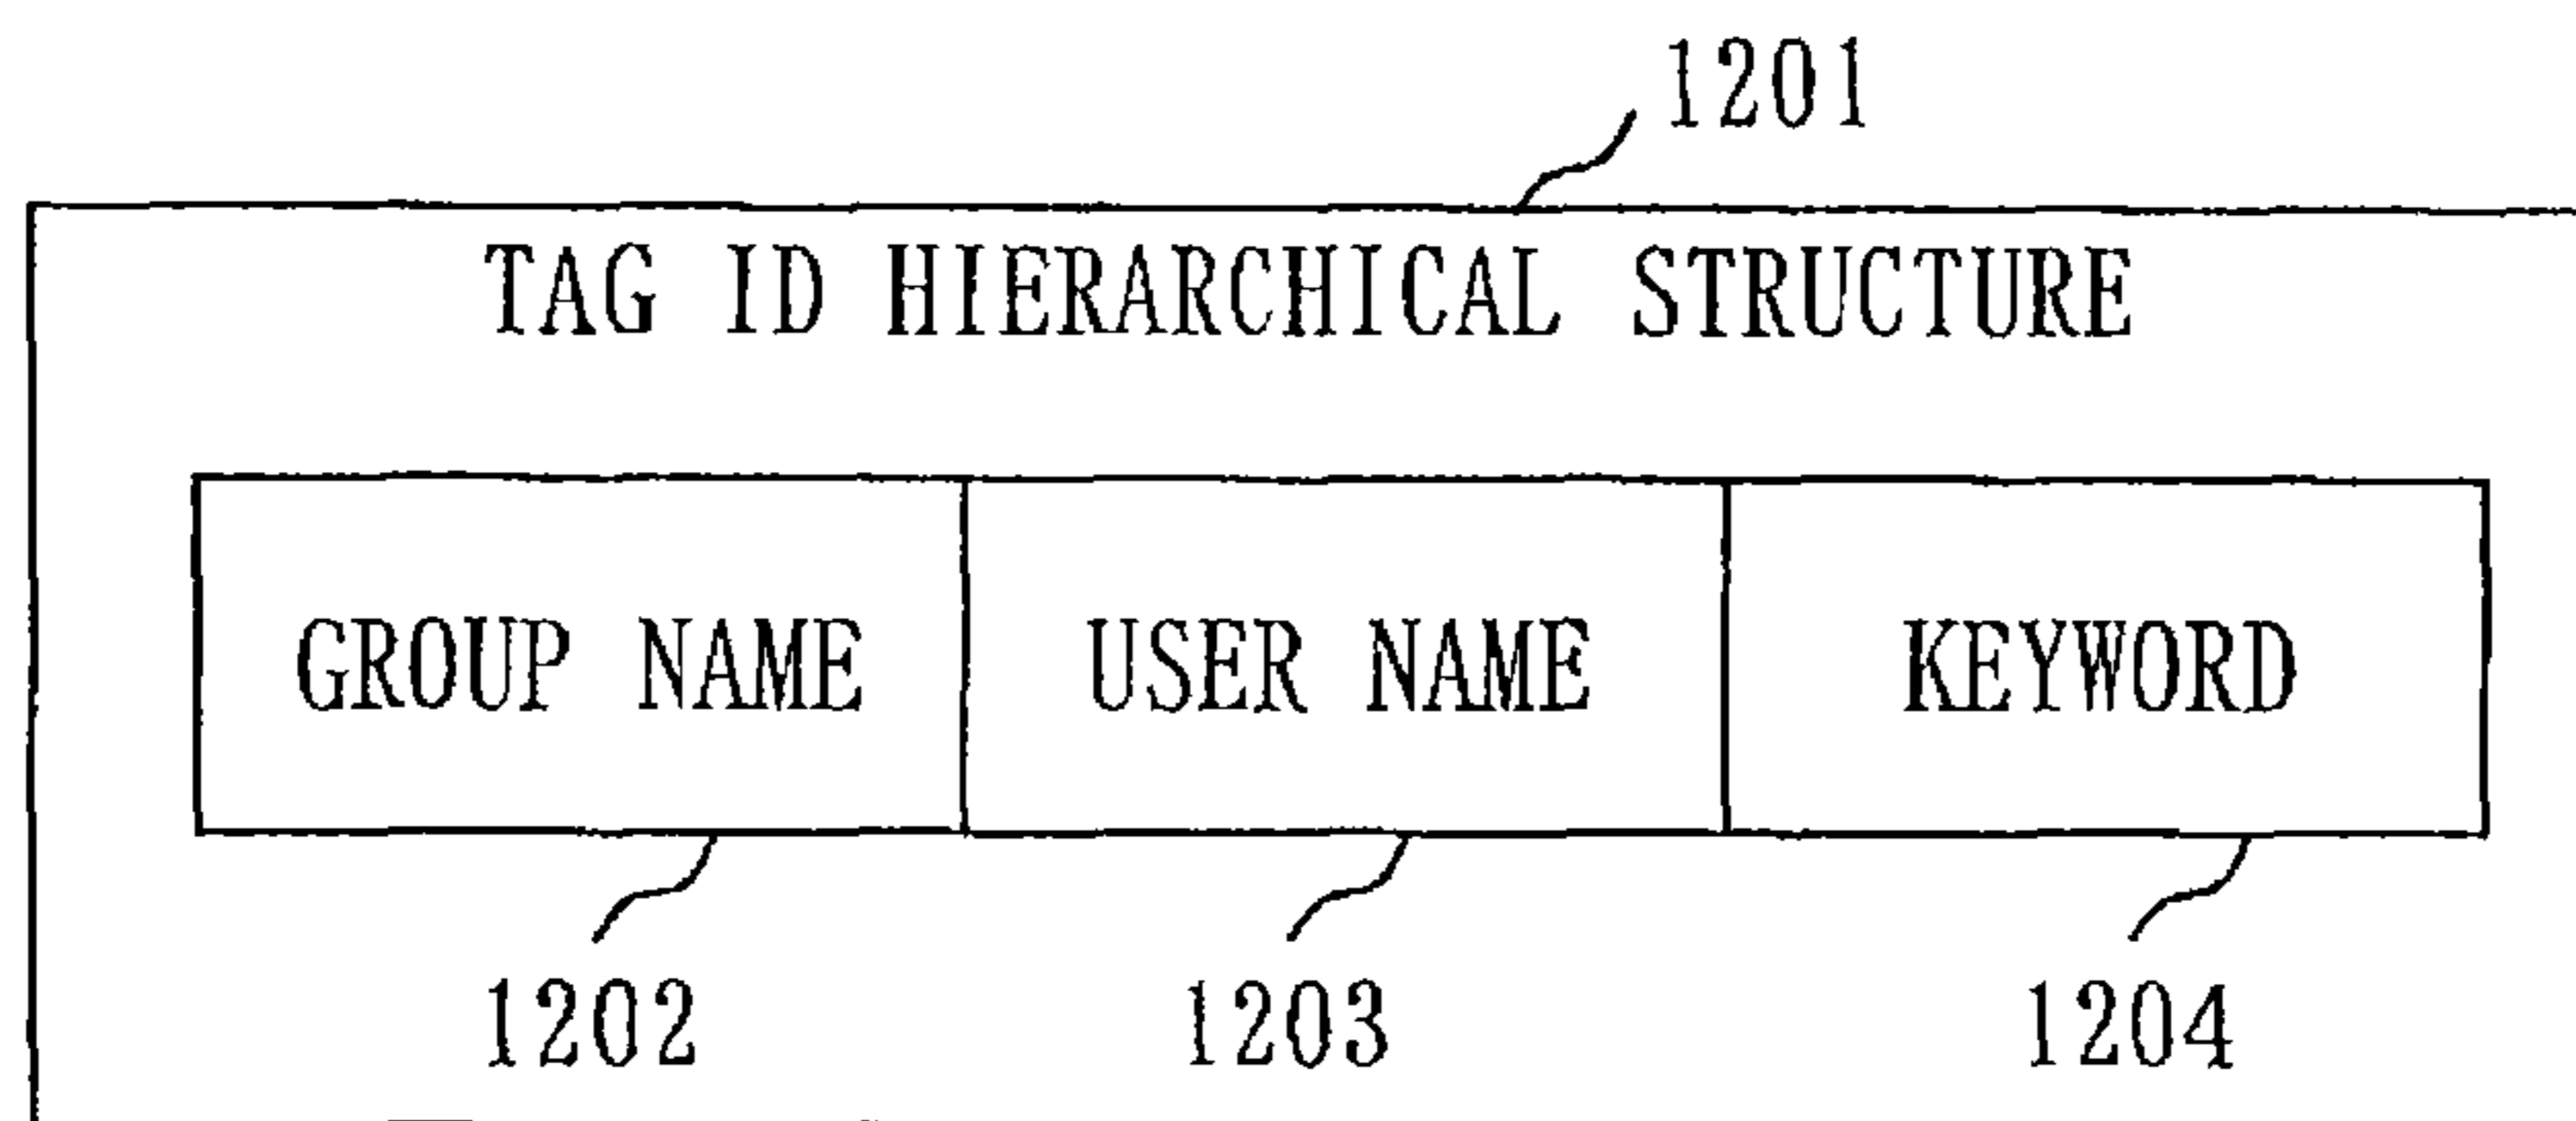 1201
TAG ID HIERARCHICAL STRUCTURE
GROUP NAME USER NAME KEYWORD
1202 1203 1204